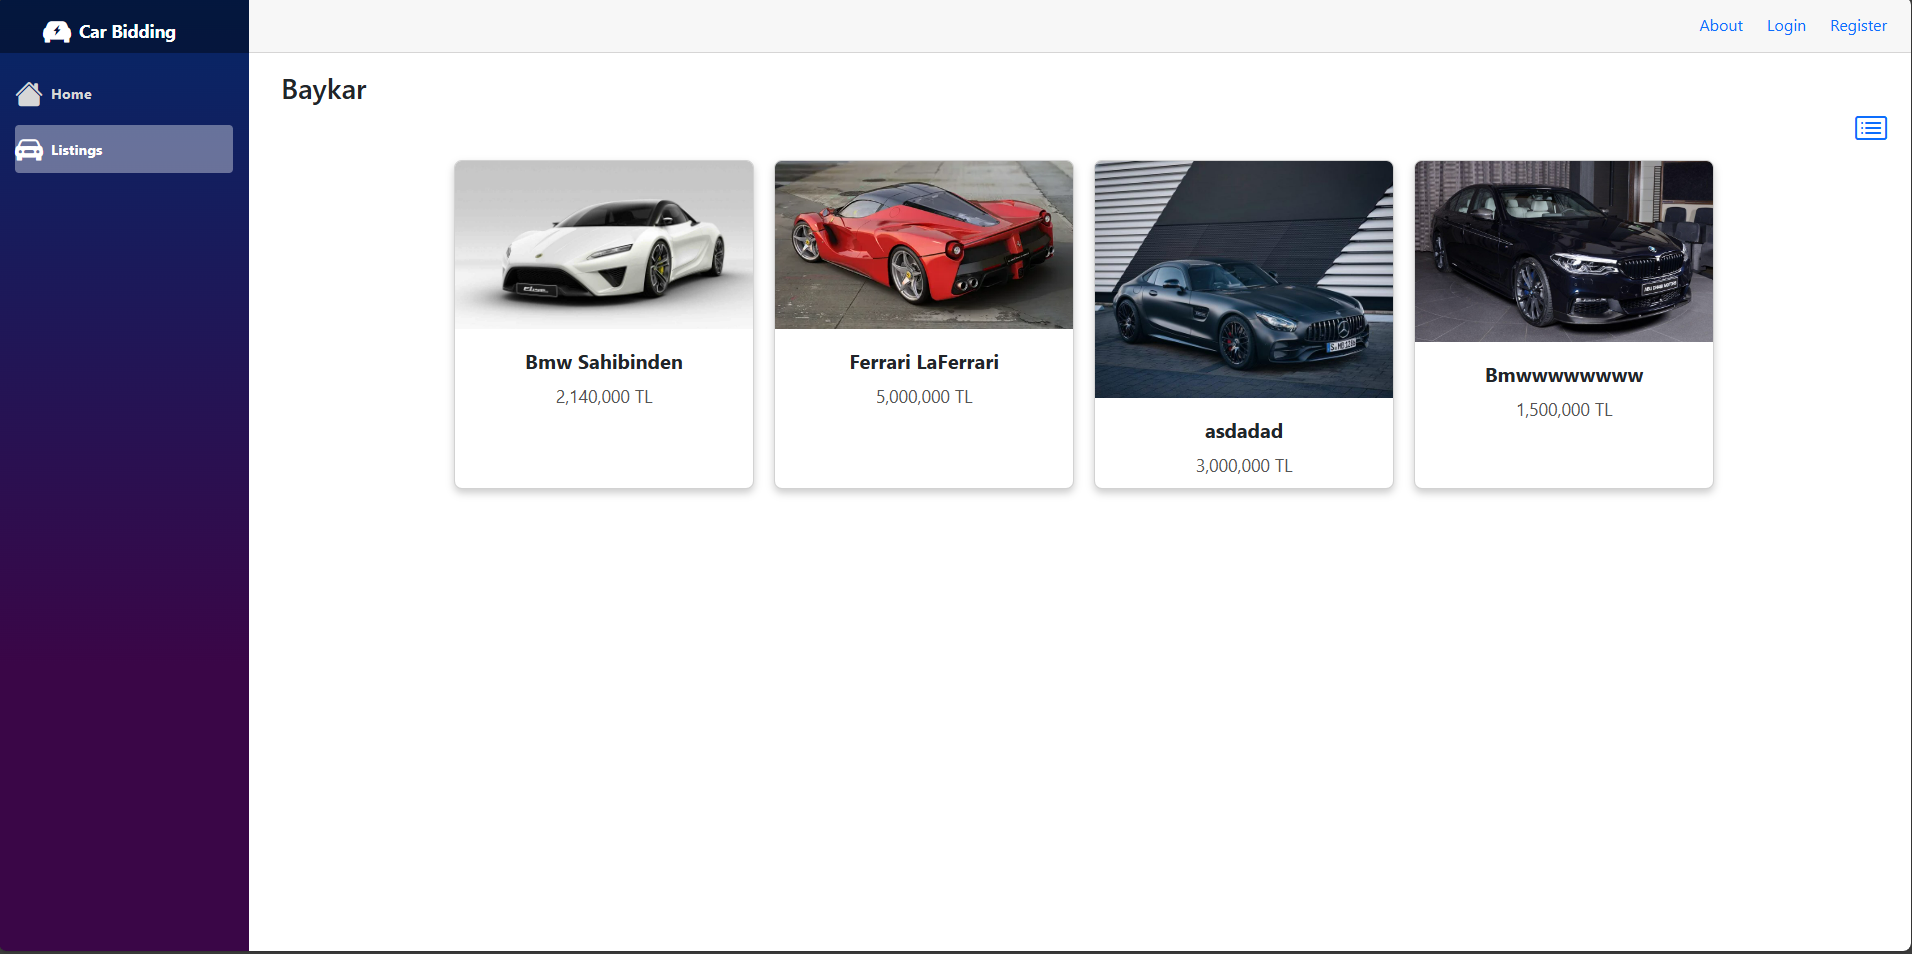 Car Bidding
About Login Register
Home
Listings
Baykar
Bmw Sahibinden
2,140,000 TL
Ferrari LaFerrari
5,000,000 TL
asdadad
3,000,000 TL
Bmwwwwwwww
1,500,000 TL